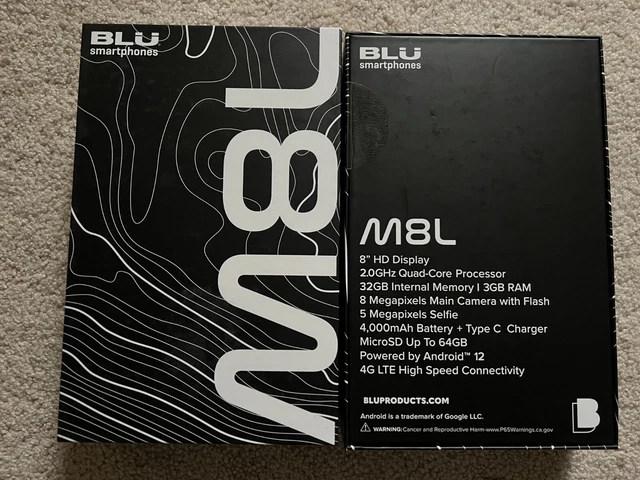 BLU
smartphones
M8L
BLU
smartphones
M8L
8" HD Display
2.0GHz Quad-Core Processor
32GB Internal Memory I 3GB RAM
8 Megapixels Main Camera with Flash
5 Megapixels Selfie
4,000mAh Battery + Type C Charger
MicroSD Up To 64GB
Powered by Android™ 12
4G LTE High Speed Connectivity
BLUPRODUCTS.COM
Android is a trademark of Google LLC.
WARNING:Cancer and Reproductive Harm-www.P65Warnings.ca.gov
B